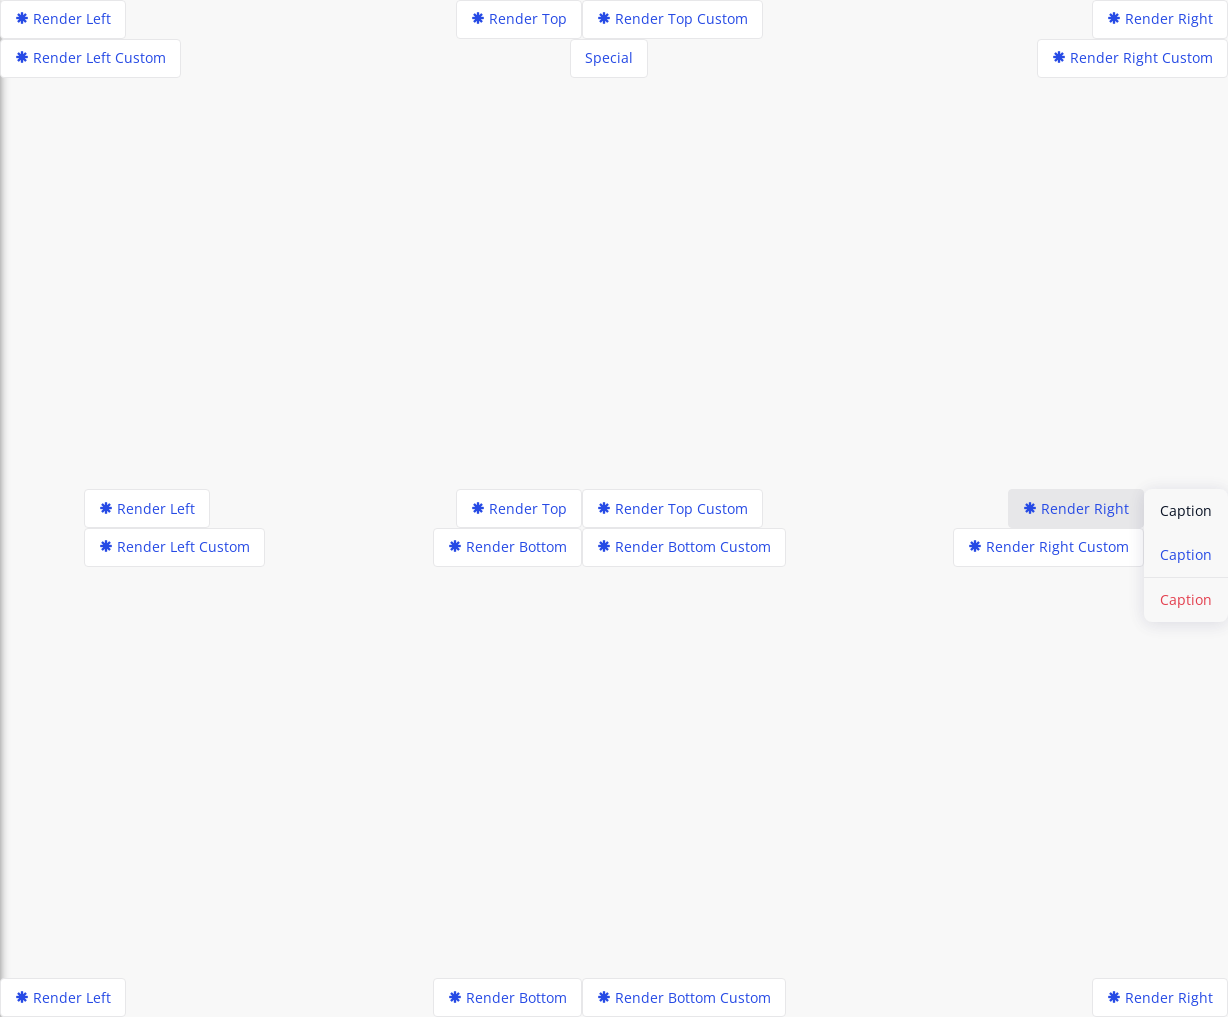 Render Left
Render Top
Render Top Custom
Render Right
Render Left Custom
Special
Render Right Custom
Render Left
Render Top
Render Top Custom
Render Right
Caption
Render Left Custom
Render Bottom
Render Bottom Custom
Render Right Custom
Caption
Caption
Render Left
Render Bottom
Render Bottom Custom
Render Right